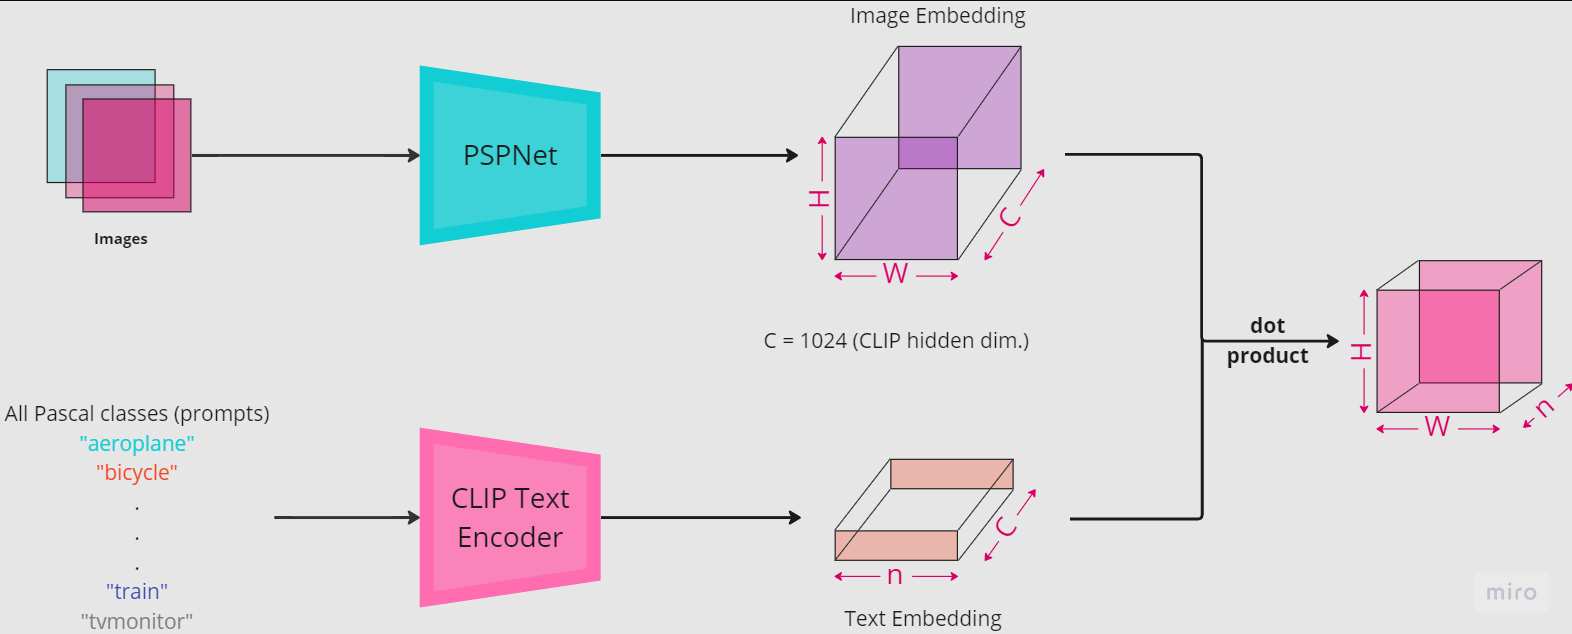 Image Embedding
PSPNet
Images
H
C
W
C = 1024 (CLIP hidden dim.)
dot
product
H
n
W
All Pascal classes (prompts)
"aeroplane"
"bicycle"
.
.
.
"train"
"tvmonitor"
CLIP Text
Encoder
C
n
Text Embedding
miro